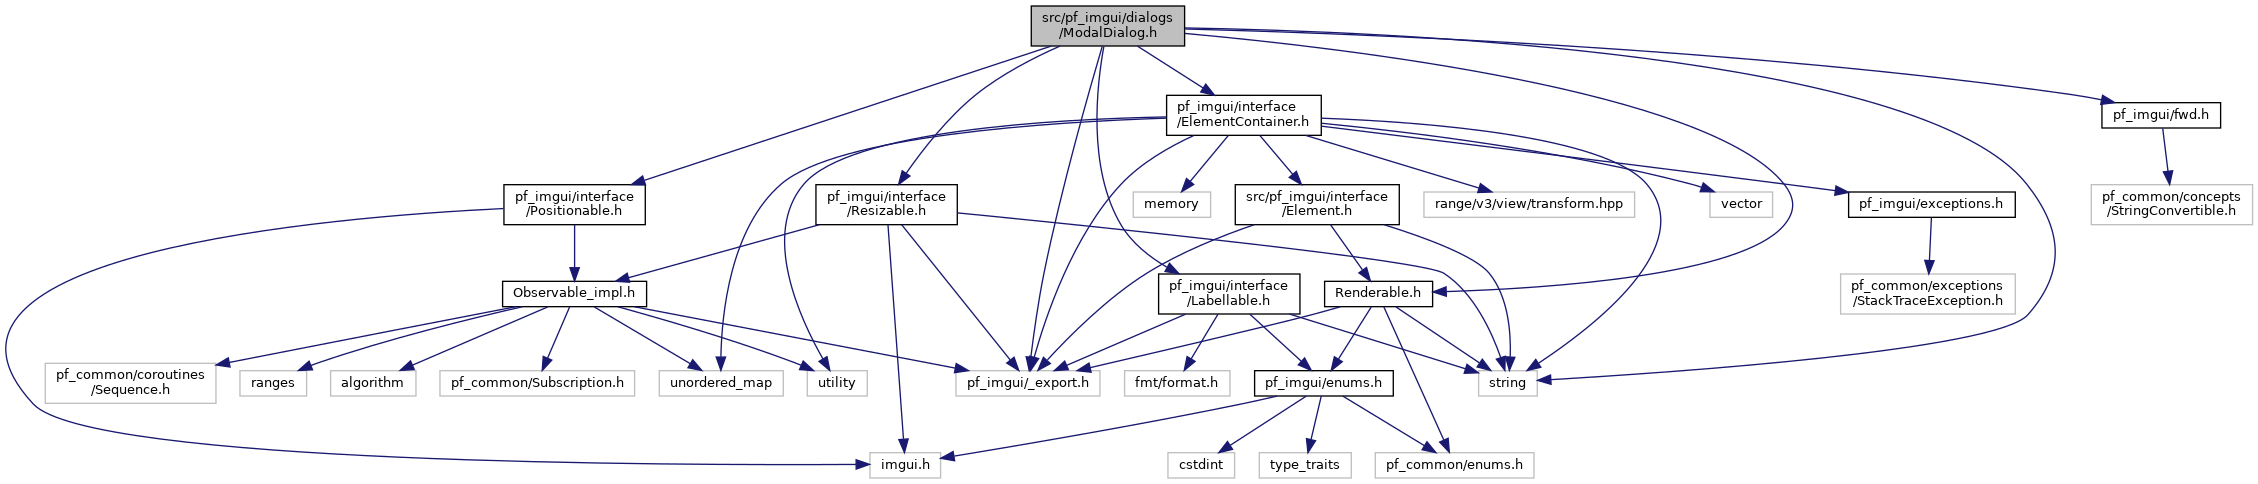 src/pf_imgui/dialogs
/ModalDialog.h
pf_imgui/interface
/ElementContainer.h
pf_imgui/fwd.h
pf_imgui/interface
/Positionable.h
pf_imgui/interface
/Resizable.h
memory
src/pf_imgui/interface
/Element.h
range/v3/view/transform.hpp
vector
pf_imgui/exceptions.h
pf_common/concepts
/StringConvertible.h
Observable_impl.h
pf_imgui/interface
/Labellable.h
Renderable.h
pf_common/exceptions
/StackTraceException.h
pf_common/coroutines
/Sequence.h
ranges
algorithm
pf_common/Subscription.h
unordered_map
utility
pf_imgui/_export.h
fmt/format.h
pf_imgui/enums.h
string
imgui.h
cstdint
type_traits
pf_common/enums.h